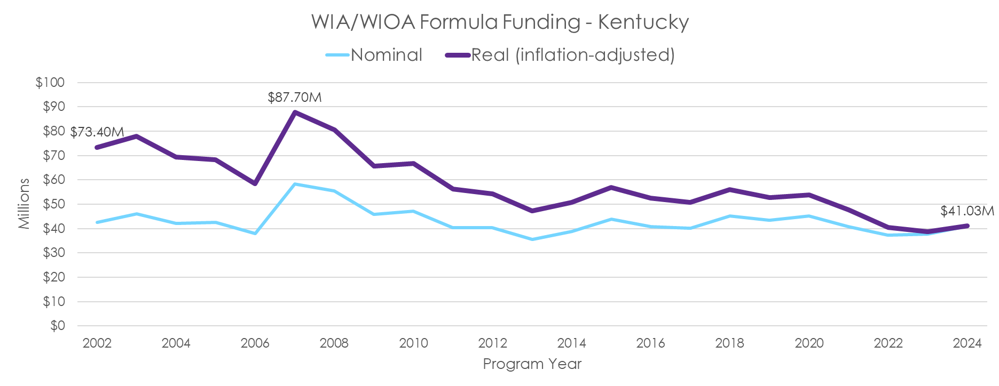 WIA/WIOA Formula Funding - Kentucky
Nominal Real (inflation-adjusted)
$100
$90
$80
$70
$60
$50
$40
$30
$20
$10
$0
Millions
$73.40M
$87.70M
$41.03M
2002 2004 2006 2008 2010 2012 2014 2016 2018 2020 2022 2024
Program Year